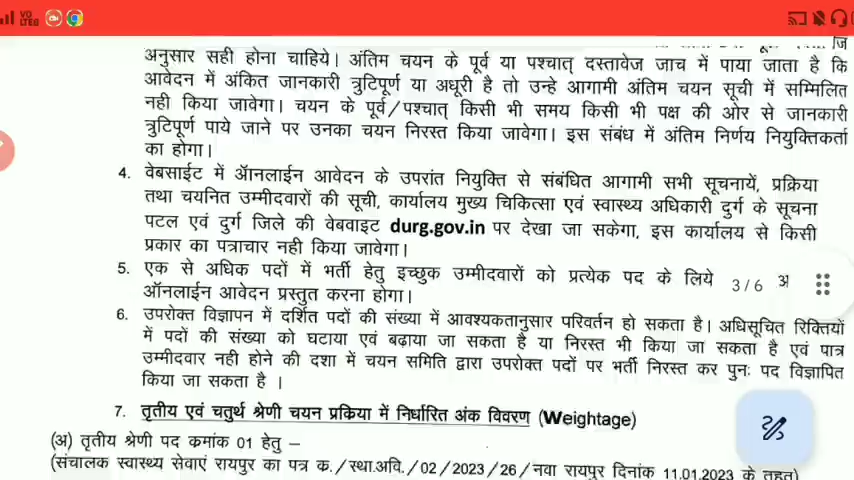 VO
LTEQ
अनुसार सही होना चाहिये। अंतिम चयन के पूर्व या पश्चात् दस्तावेज जाच में पाया जाता है कि
आवेदन में अंकित जानकारी त्रुटिपूर्ण या अधूरी है तो उन्हे आगामी अंतिम चयन सूची में सम्मिलित
नही किया जावेगा। चयन के पूर्व/पश्चात् किसी भी समय किसी भी पक्ष की ओर से जानकारी
त्रुटिपूर्ण पाये जाने पर उनका चयन निरस्त किया जावेगा। इस संबंध में अंतिम निर्णय नियुक्तिकर्ता
का होगा।
4. वेबसाईट में ऑनलाईन आवेदन के उपरांत नियुक्ति से संबंधित आगामी सभी सूचनायें, प्रक्रिया
तथा चयनित उम्मीदवारों की सूची, कार्यालय मुख्य चिकित्सा एवं स्वास्थ्य अधिकारी दुर्ग के सूचना
पटल एवं दुर्ग जिले की वेबवाइट durg.gov.in पर देखा जा सकेगा, इस कार्यालय से किसी
प्रकार का पत्राचार नही किया जावेगा।
5. एक से अधिक पदों में भर्ती हेतु इच्छुक उम्मीदवारों को प्रत्येक पद के लिये 3/6 अ
ऑनलाईन आवेदन प्रस्तुत करना होगा।
6. उपरोक्त विज्ञापन में दर्शित पदों की संख्या में आवश्यकतानुसार परिवर्तन हो सकता है। अधिसूचित रिक्तियों
में पदों की संख्या को घटाया एवं बढ़ाया जा सकता है या निरस्त भी किया जा सकता है एवं पात्र
उम्मीदवार नही होने की दशा में चयन समिति द्वारा उपरोक्त पदों पर भर्ती निरस्त कर पुनः पद विज्ञापित
किया जा सकता है ।
7. तृतीय एवं चतुर्थ श्रेणी चयन प्रकिया में निर्धारित अंक विवरण (Weightage)
(अ) तृतीय श्रेणी पद कमांक 01 हेतु –
(संचालक स्वास्थ्य सेवाएं रायपुर का पत्र क./स्था.अवि./02/2023/26/नवा रायपुर दिनांक 11.01.2023 के तहत)